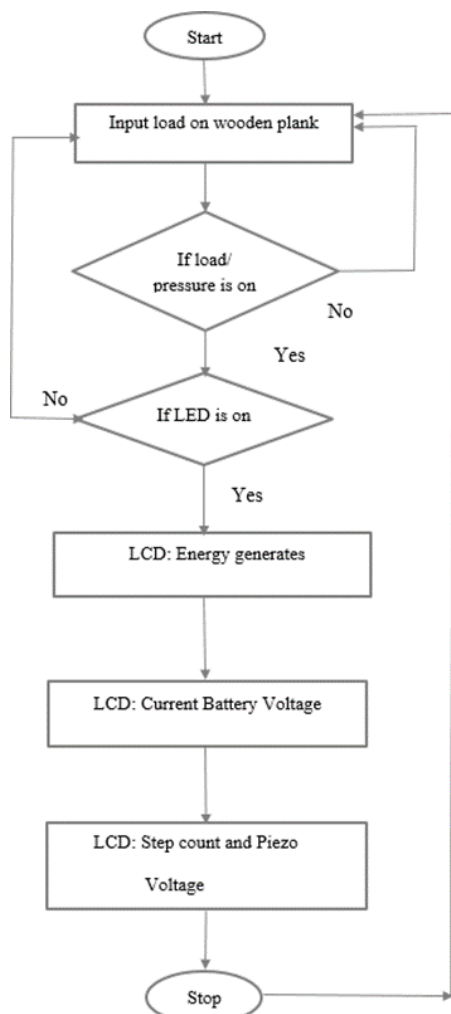 Start
Input load on wooden plank
If load/
pressure is on
No
Yes
No
If LED is on
Yes
LCD: Energy generates
LCD: Current Battery Voltage
LCD: Step count and Piezo
Voltage
Stop